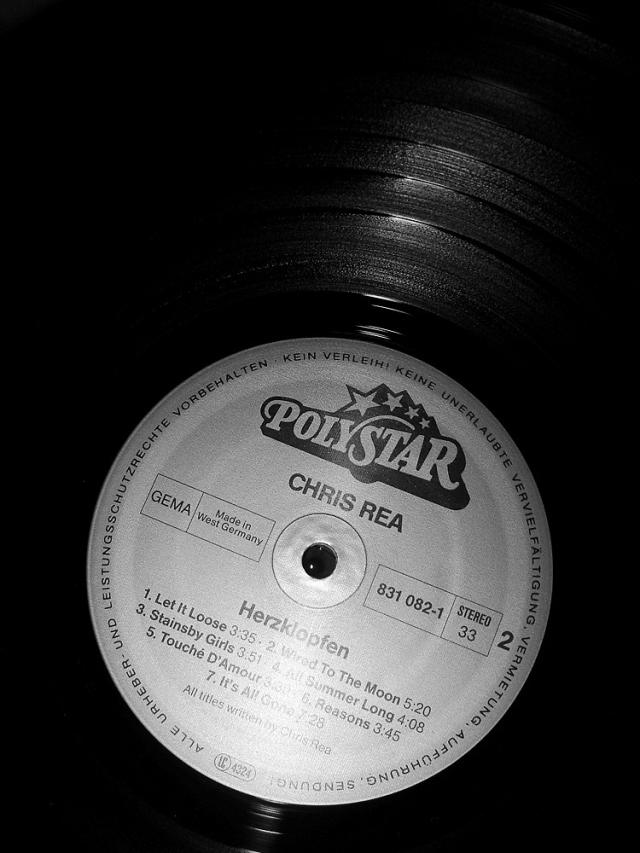 ALLE URHEBER- UND LEISTUNGSSCHUTZRECHTE VORBEHALTEN · KEIN VERLEIH! KEINE UNERLAUBTE VERVIELFÄLTIGUNG, VERMIETUNG, AUFFÜHRUNG, SENDUNG!
POLYSTAR
CHRIS REA
GEMA
Made in
West Germany
831 082-1
STEREO
33
2
Herzklopfen
1. Let It Loose 3:35 · 2. Wired To The Moon 5:20
3. Stainsby Girls 3:51 · 4. All Summer Long 4:08
5. Touché D'Amour · 6. Reasons 3:45
7. It's All Gone 7:28
All titles written by Chris Rea
LC 4324